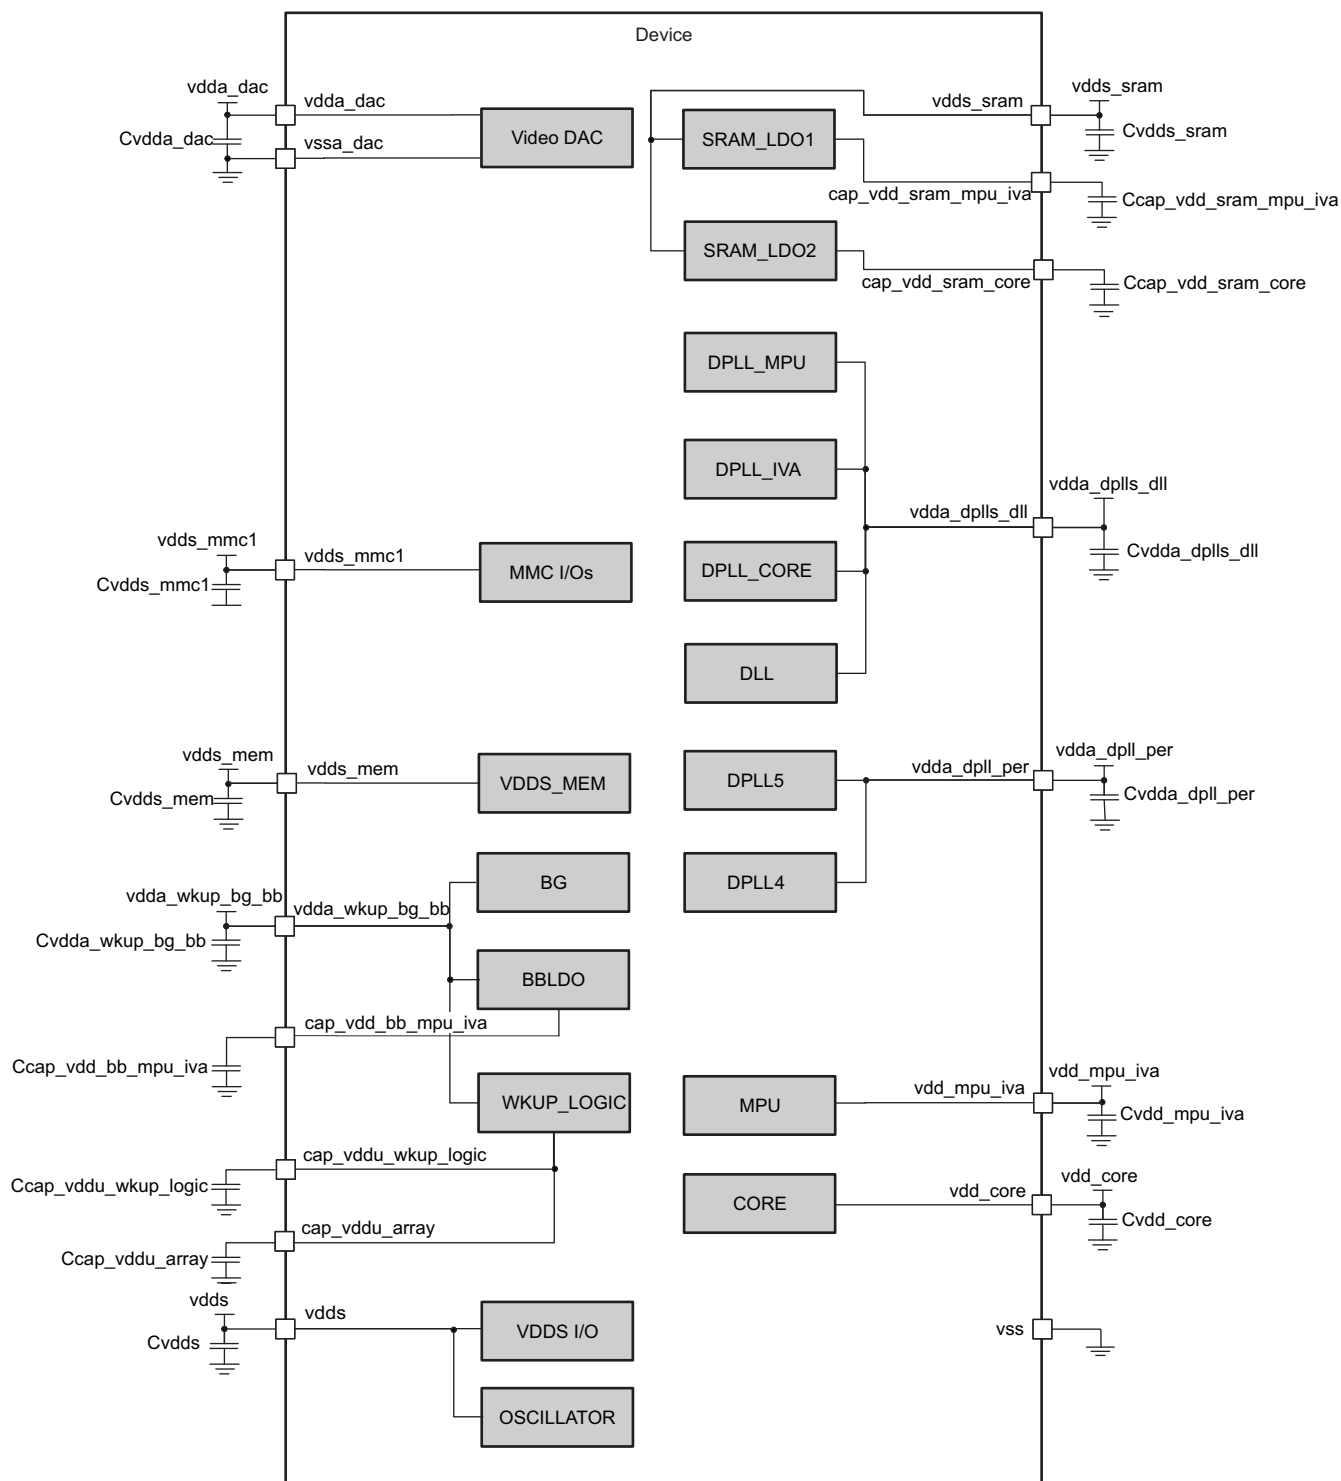 Device
vdda_dac
vdda_dac
Cvdda_dac
vssa_dac
Video DAC
SRAM_LDO1
vdds_sram
vdds_sram
Cvdds_sram
cap_vdd_sram_mpu_iva
Ccap_vdd_sram_mpu_iva
SRAM_LDO2
cap_vdd_sram_core
Ccap_vdd_sram_core
DPLL_MPU
DPLL_IVA
vdda_dplls_dll
vdda_dplls_dll
Cvdda_dplls_dll
vdds_mmc1
vdds_mmc1
Cvdds_mmc1
MMC I/Os
DPLL_CORE
DLL
vdds_mem
vdds_mem
Cvdds_mem
VDDS_MEM
DPLL5
vdda_dpll_per
vdda_dpll_per
Cvdda_dpll_per
BG
DPLL4
vdda_wkup_bg_bb
vdda_wkup_bg_bb
Cvdda_wkup_bg_bb
BBLDO
cap_vdd_bb_mpu_iva
Ccap_vdd_bb_mpu_iva
WKUP_LOGIC
MPU
vdd_mpu_iva
vdd_mpu_iva
Cvdd_mpu_iva
cap_vddu_wkup_logic
Ccap_vddu_wkup_logic
CORE
vdd_core
vdd_core
Cvdd_core
cap_vddu_array
Ccap_vddu_array
vdds
vdds
Cvdds
VDDS I/O
vss
OSCILLATOR